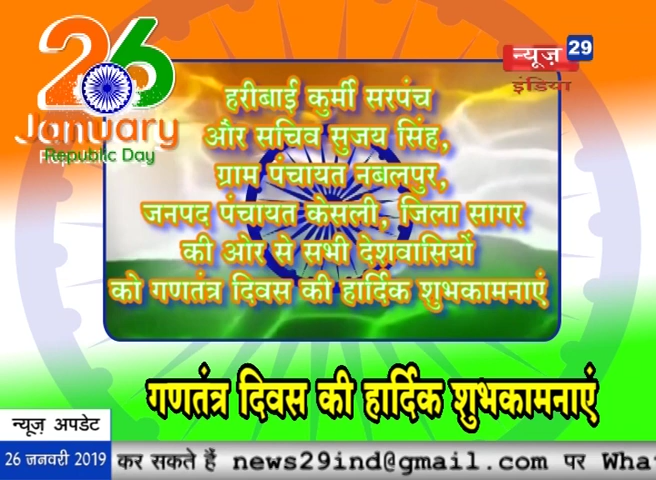 26
January
Republic Day
न्यूज़ 29
इंडिया
हरीबाई कुर्मी सरपंच
और सचिव सुजय सिंह,
ग्राम पंचायत नबलपुर,
जनपद पंचायत केसली, जिला सागर
की ओर से सभी देशवासियों
को गणतंत्र दिवस की हार्दिक शुभकामनाएं
गणतंत्र दिवस की हार्दिक शुभकामनाएं
न्यूज़ अपडेट
26 जनवरी 2019 कर सकते हैं news29ind@gmail.com पर Wha